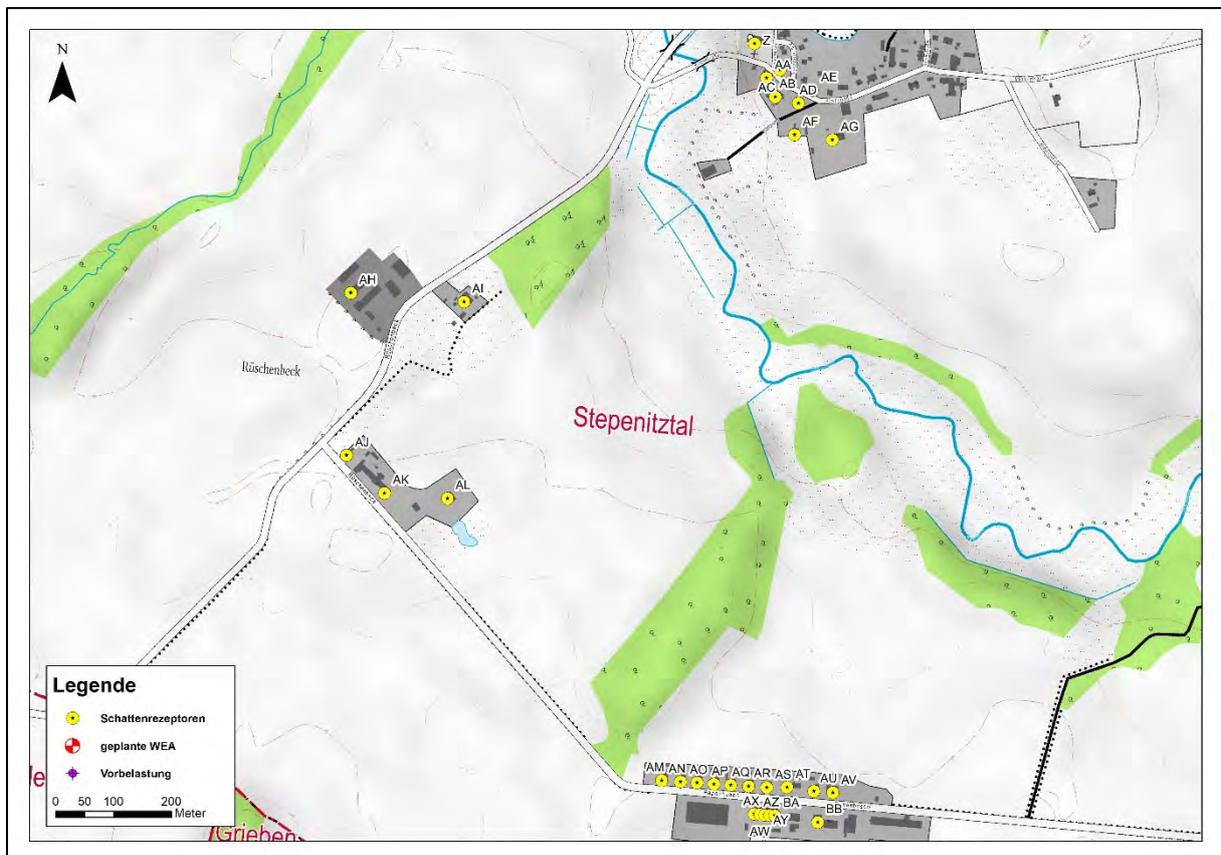 N
Z
AA
AE
AC AB AD
AF AG
AH
AI
Rüschenbeck
Stepenitztal
AJ
AK
AL
AM AN AO AP AQ AR AS AT AU AV
AX AZ BA BB
AY
AW
Grieben
Legende
Schattenrezeptoren
geplante WEA
Vorbelastung
0 50 100 200
Meter